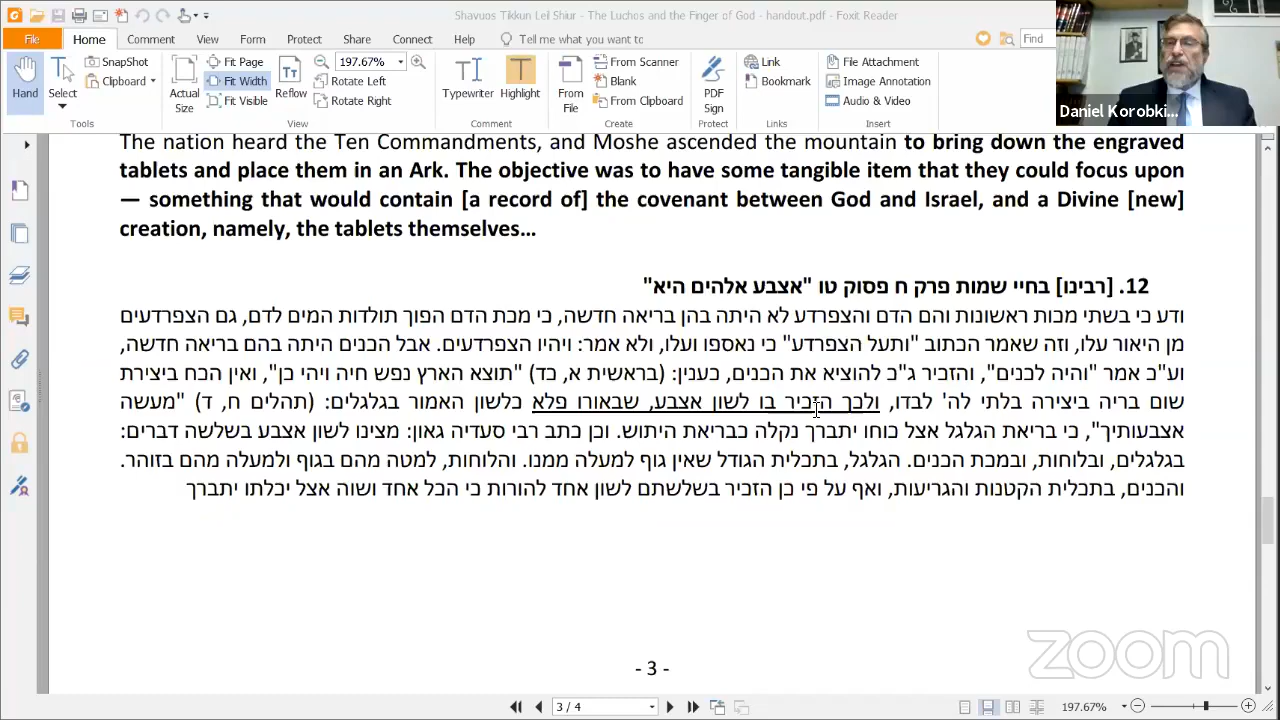 Shavuos Tikkun Leil Shiur - The Luchos and the Finger of God - handout.pdf - Foxit Reader
File Home Comment View Form Protect Share Connect Help Tell me what you want to Find
SnapShot
Clipboard
Hand
Select
Tools
Actual Size
Fit Page
Fit Width
Fit Visible
Reflow
197.67%
Rotate Left
Rotate Right
View
Typewriter
Highlight
Comment
From File
From Scanner
Blank
From Clipboard
Create
PDF Sign
Protect
Link
Bookmark
Links
File Attachment
Image Annotation
Audio & Video
Insert
Daniel Korobki...
The nation heard the Ten Commandments, and Moshe ascended the mountain to bring down the engraved
tablets and place them in an Ark. The objective was to have some tangible item that they could focus upon
— something that would contain [a record of] the covenant between God and Israel, and a Divine [new]
creation, namely, the tablets themselves…
12. [רבינו] בחיי שמות פרק ח פסוק טו "אצבע אלהים היא"
ודע כי בשתי מכות ראשונות והם הדם והצפרדע לא היתה בהן בריאה חדשה, כי מכת הדם הפוך תולדות המים לדם, גם הצפרדעים
מן היאור עלו, וזה שאמר הכתוב "ותעל הצפרדע" כי נאספו ועלו, ולא אמר: ויהיו הצפרדעים. אבל הכנים היתה בהם בריאה חדשה,
וע"כ אמר "והיה לכנים", והזכיר ג"כ להוציא את הכנים, כענין: (בראשית א, כד) "תוצא הארץ נפש חיה ויהי כן", ואין הכח ביצירת
שום בריה ביצירה בלתי לה' לבדו, ולכך הזכיר בו לשון אצבע, שבאורו פלא כלשון האמור בגלגלים: (תהלים ח, ד) "מעשה
אצבעותיך", כי בריאת הגלגל אצל כוחו יתברך נקלה כבריאת היתוש. וכן כתב רבי סעדיה גאון: מצינו לשון אצבע בשלשה דברים:
בגלגלים, ובלוחות, ובמכת הכנים. הגלגל, בתכלית הגודל שאין גוף למעלה ממנו. והלוחות, למטה מהם בגוף ולמעלה מהם בזוהר.
והכנים, בתכלית הקטנות והגריעות, ואף על פי כן הזכיר בשלשתם לשון אחד להורות כי הכל אחד ושוה אצל יכלתו יתברך
- 3 -
zoom
3 / 4
197.67%